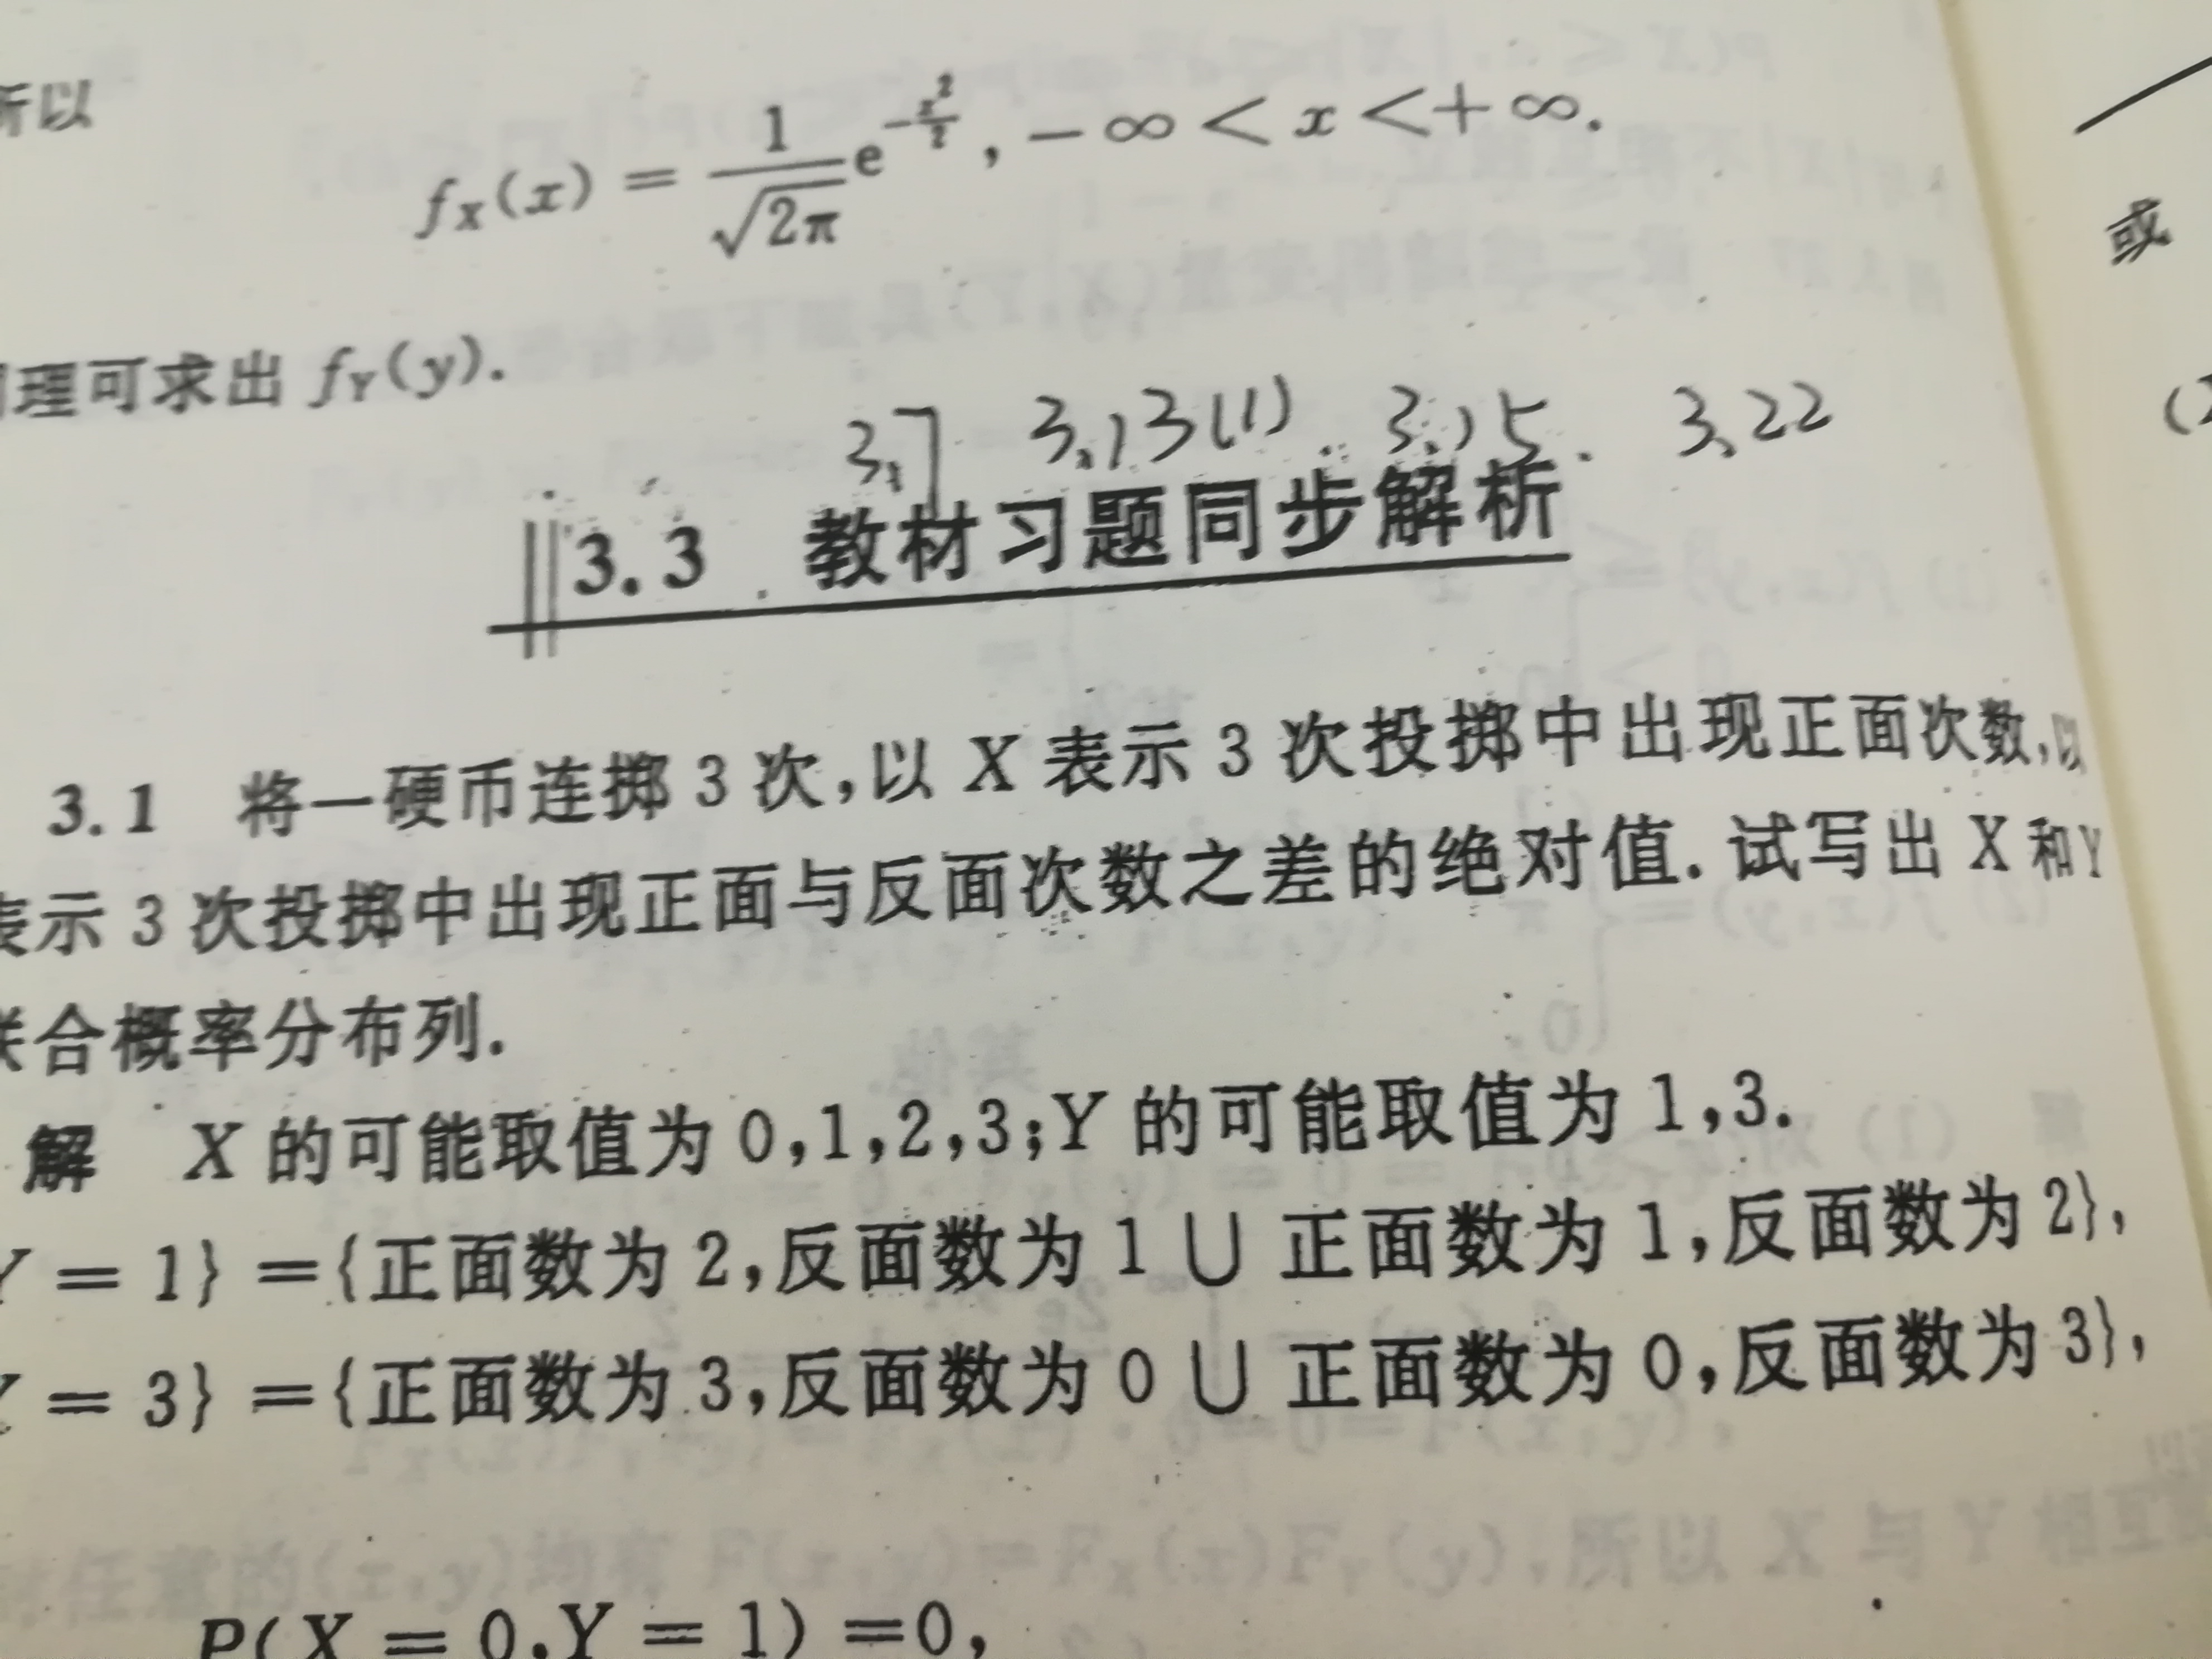 所以
f_X(x) = \frac{1}{\sqrt{2π}} e^{-\frac{x^2}{2}}, -∞ < x < +∞.
或
同理可求出 f_Y(y).
3.7 3.13(1). 3.15. 3.22
3.3 教材习题同步解析
3.1 将一硬币连掷 3 次,以 X 表示 3 次投掷中出现正面次数,以
表示 3 次投掷中出现正面与反面次数之差的绝对值.试写出 X 和 Y
联合概率分布列.
解 X 的可能取值为 0,1,2,3;Y 的可能取值为 1,3.
Y = 1} ={正面数为 2,反面数为 1 ∪ 正面数为 1,反面数为 2},
= 3} ={正面数为 3,反面数为 0 ∪ 正面数为 0,反面数为 3},
P(X = 0,Y = 1) =0,